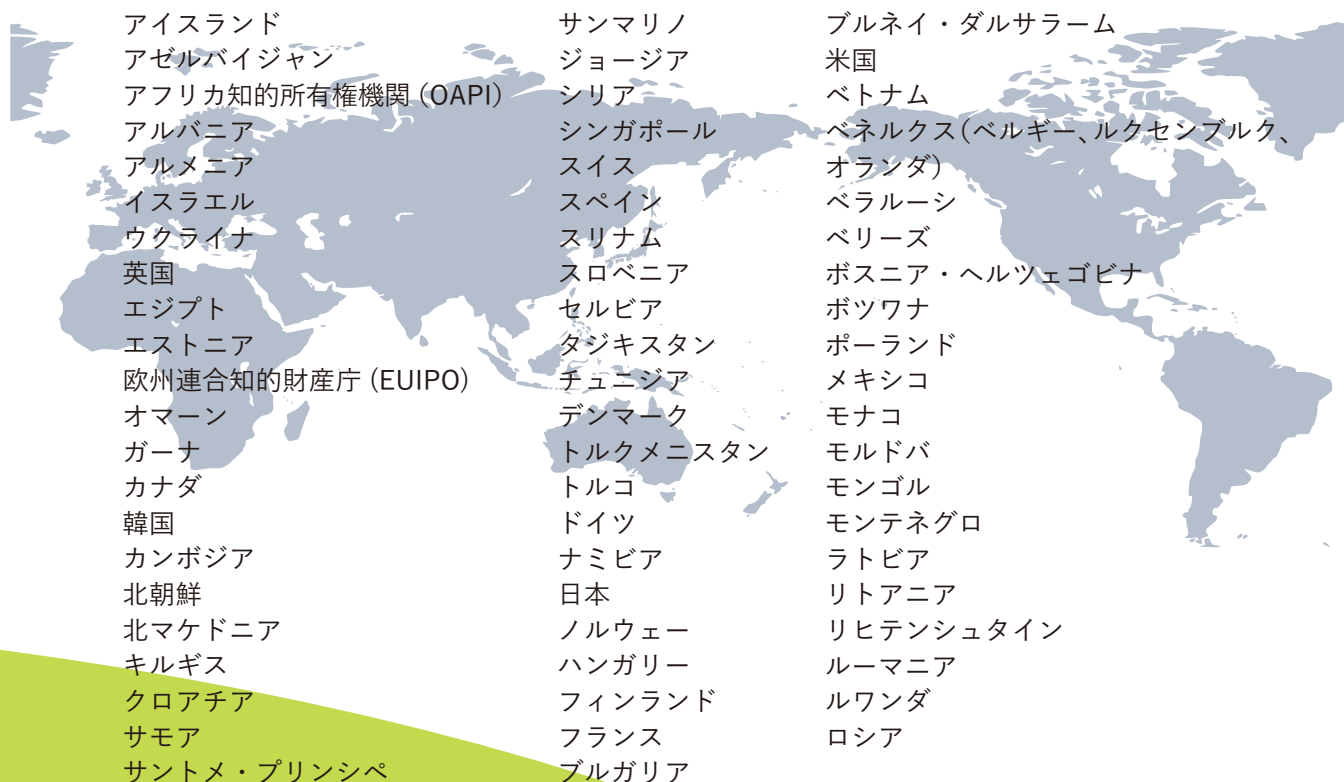 アイスランド
アゼルバイジャン
アフリカ知的所有権機関 (OAPI)
アルバニア
アルメニア
イスラエル
ウクライナ
英国
エジプト
エストニア
欧州連合知的財産庁 (EUIPO)
オマーン
ガーナ
カナダ
韓国
カンボジア
北朝鮮
北マケドニア
キルギス
クロアチア
サモア
サントメ・プリンシペ
サンマリノ
ジョージア
シリア
シンガポール
スイス
スペイン
スリナム
スロベニア
セルビア
タジキスタン
チュニジア
デンマーク
トルクメニスタン
トルコ
ドイツ
ナミビア
日本
ノルウェー
ハンガリー
フィンランド
フランス
ブルガリア
ブルネイ・ダルサラーム
米国
ベトナム
ベネルクス（ベルギー、ルクセンブルク、
オランダ）
ベラルーシ
ベリーズ
ボスニア・ヘルツェゴビナ
ボツワナ
ポーランド
メキシコ
モナコ
モルドバ
モンゴル
モンテネグロ
ラトビア
リトアニア
リヒテンシュタイン
ルーマニア
ルワンダ
ロシア